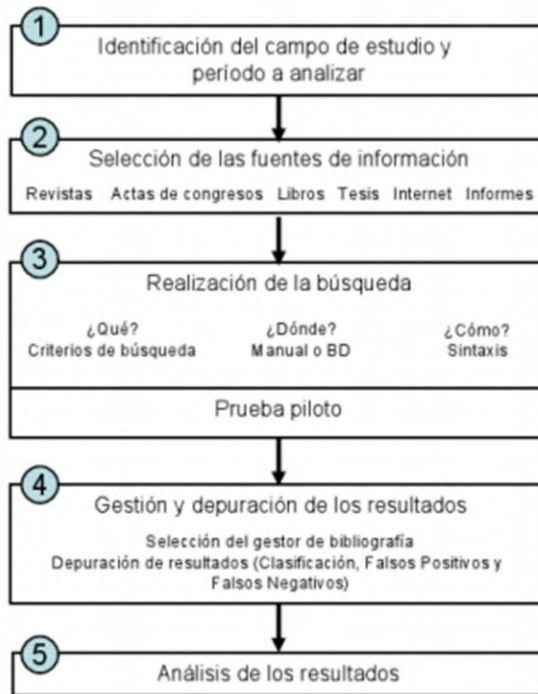 1
Identificación del campo de estudio y
período a analizar
2
Selección de las fuentes de información
Revistas Actas de congresos Libros Tesis Internet Informes
3
Realización de la búsqueda
¿Qué? ¿Dónde? ¿Cómo?
Criterios de búsqueda Manual o BD Sintaxis
Prueba piloto
4
Gestión y depuración de los resultados
Selección del gestor de bibliografía
Depuración de resultados (Clasificación, Falsos Positivos y
Falsos Negativos)
5
Análisis de los resultados